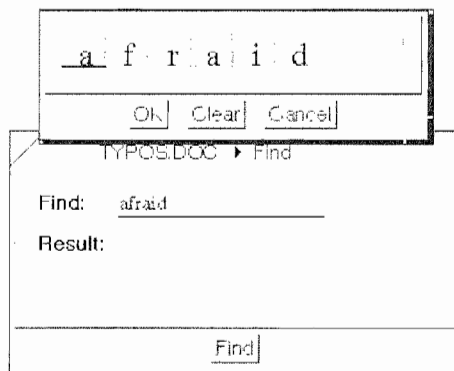 a f r a i d
OK Clear Cancel
TYPOS.DOC ▸ Find
Find: afraid
Result:
Find